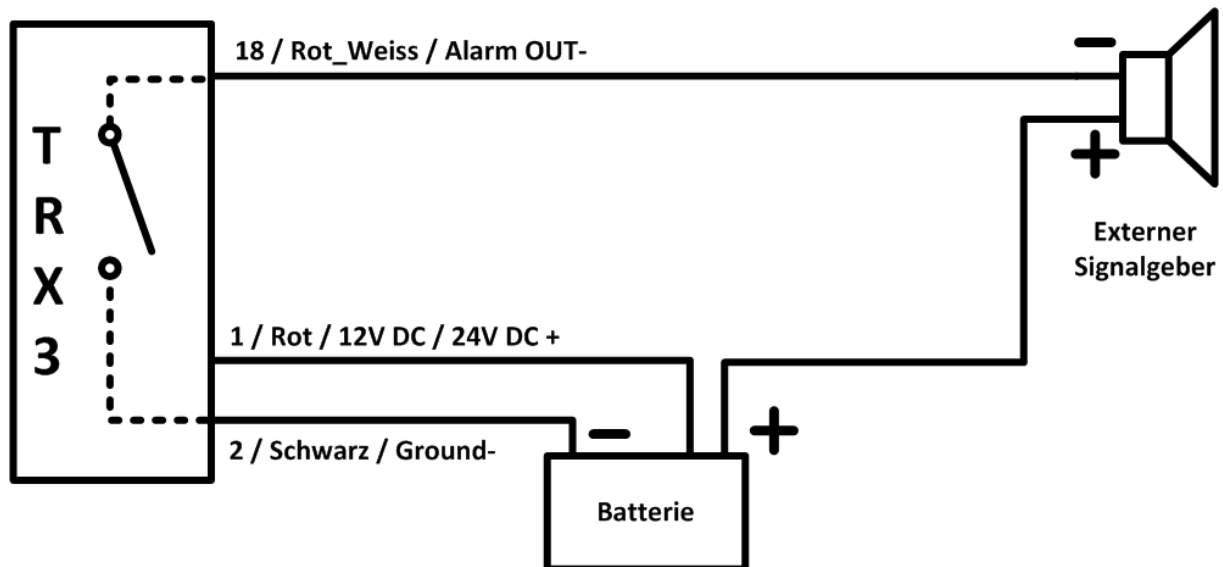 18 / Rot_Weiss / Alarm OUT-
−
+
T
R
X
3
Externer
Signalgeber
1 / Rot / 12V DC / 24V DC +
2 / Schwarz / Ground-
−
+
Batterie